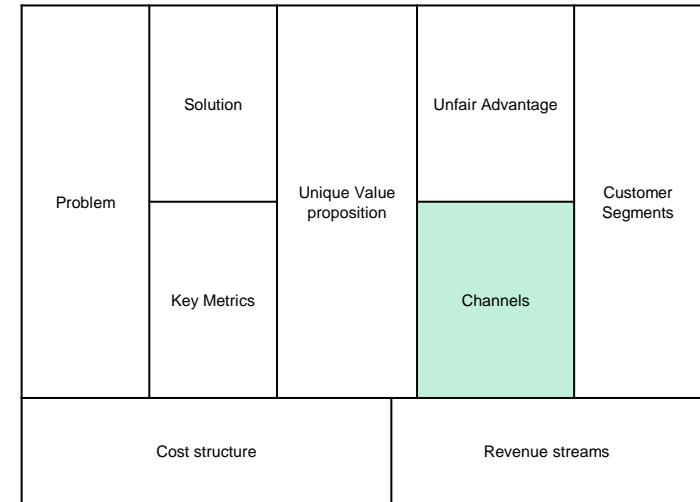 Problem
Solution
Key Metrics
Unique Value
proposition
Unfair Advantage
Channels
Customer
Segments
Cost structure
Revenue streams